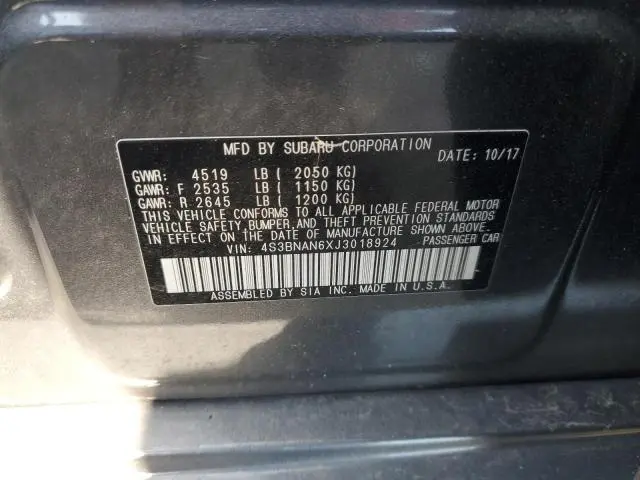 MFD BY SUBARU CORPORATION
DATE: 10/17
GVWR: 4519 LB ( 2050 KG)
GAWR: F 2535 LB ( 1150 KG)
GAWR: R 2645 LB ( 1200 KG)
THIS VEHICLE CONFORMS TO ALL APPLICABLE FEDERAL MOTOR
VEHICLE SAFETY,BUMPER,AND THEFT PREVENTION STANDARDS
IN EFFECT ON THE DATE OF MANUFACTURE SHOWN ABOVE.
VIN: 4S3BNAN6XJ3018924 PASSENGER CAR
ASSEMBLED BY SIA INC. MADE IN U.S.A.